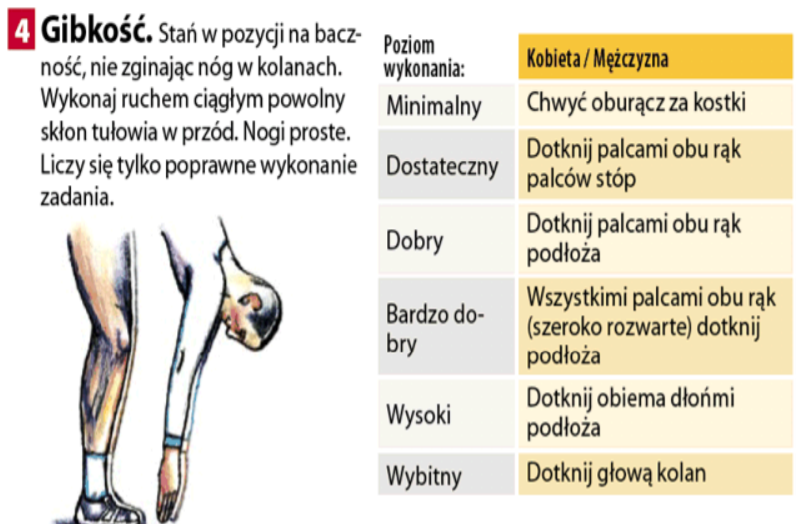 4 Gibkość. Stań w pozycji na bacz-
ność, nie zginając nóg w kolanach.
Wykonaj ruchem ciągłym powolny
skłon tułowia w przód. Nogi proste.
Liczy się tylko poprawne wykonanie
zadania.
Poziom
wykonania:
Kobieta / Mężczyzna
Minimalny
Chwyć oburącz za kostki
Dostateczny
Dotknij palcami obu rąk
palców stóp
Dobry
Dotknij palcami obu rąk
podłoża
Bardzo do-
bry
Wszystkimi palcami obu rąk
(szeroko rozwarte) dotknij
podłoża
Wysoki
Dotknij obiema dłońmi
podłoża
Wybitny
Dotknij głową kolan